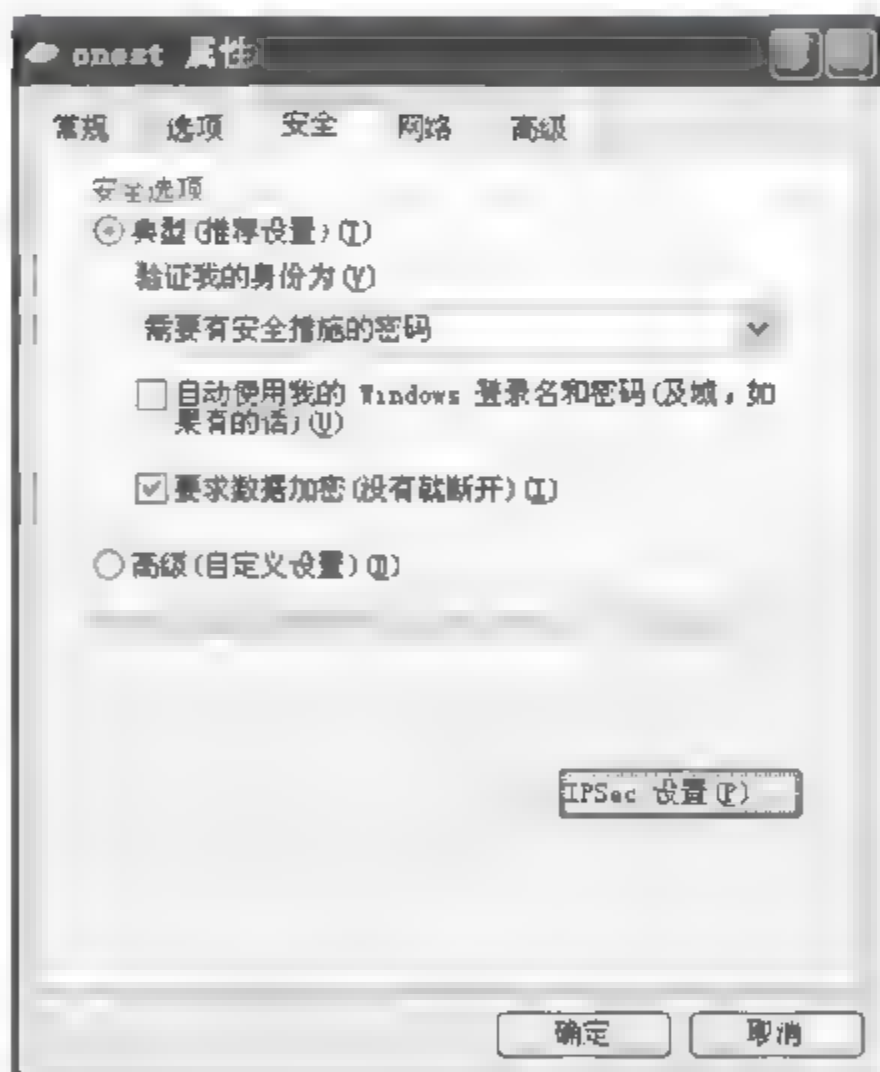 onest 属性
常规 选项 安全 网络 高级
安全选项
典型(推荐设置)(T)
验证我的身份为(V)
需要有安全措施的密码
自动使用我的 Windows 登录名和密码(及域，如
果有的话)(U)
要求数据加密(没有就断开)(I)
高级(自定义设置)(D)
IPSec 设置(P)
确定 取消